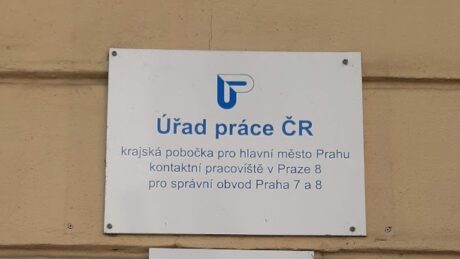 Úřad práce ČR
krajská pobočka pro hlavní město Prahu
kontaktní pracoviště v Praze 8
pro správní obvod Praha 7 a 8